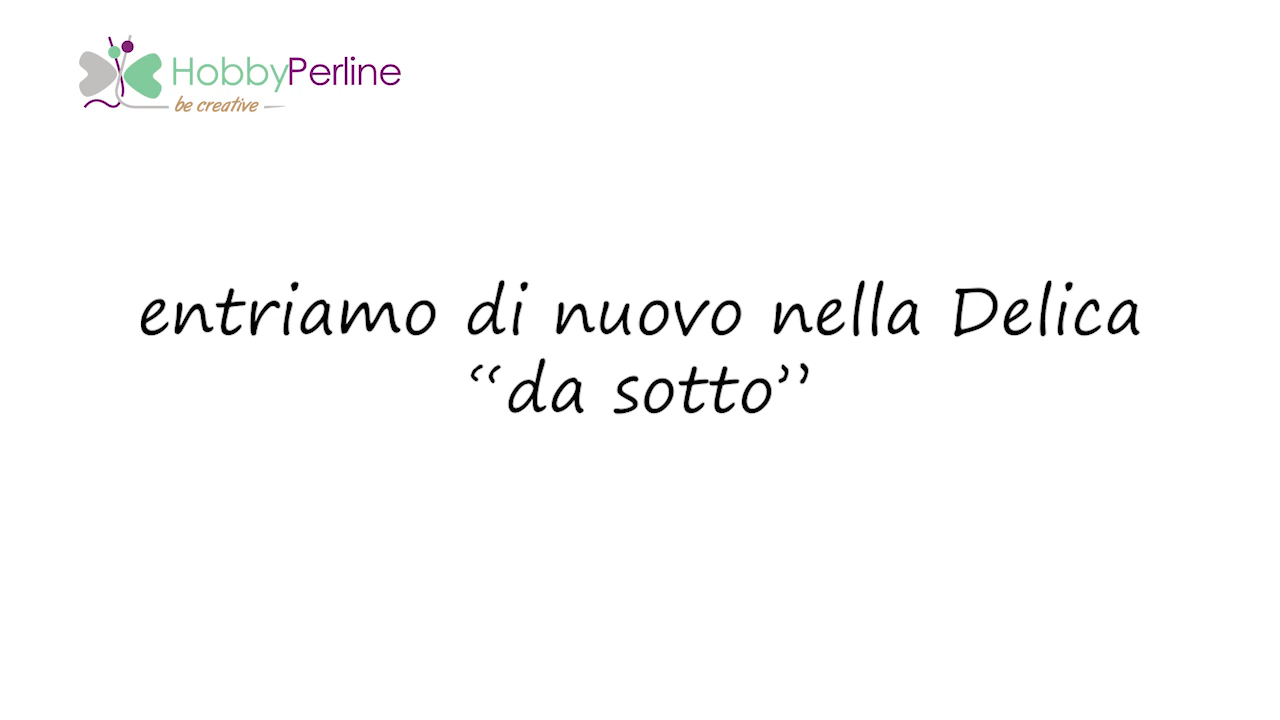 HobbyPerline
be creative
entriamo di nuovo nella Delica
“da sotto”